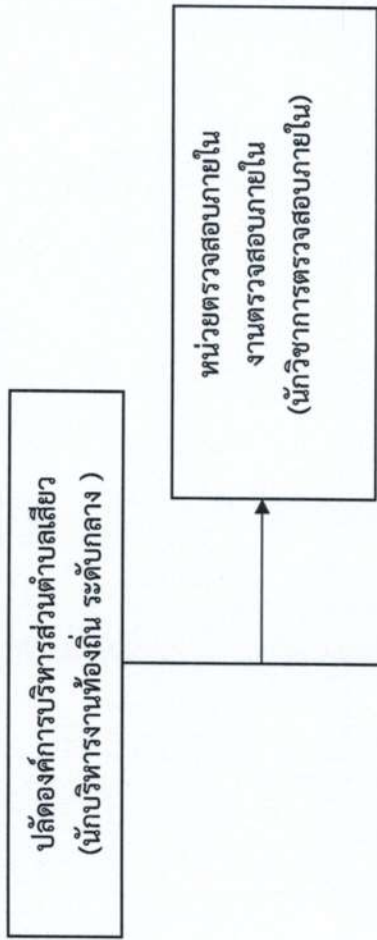 ปลัดองค์การบริหารส่วนตำบลเสียว
(นักบริหารงานท้องถิ่น ระดับกลาง )
หน่วยตรวจสอบภายใน
งานตรวจสอบภายใน
(นักวิชาการตรวจสอบภายใน)